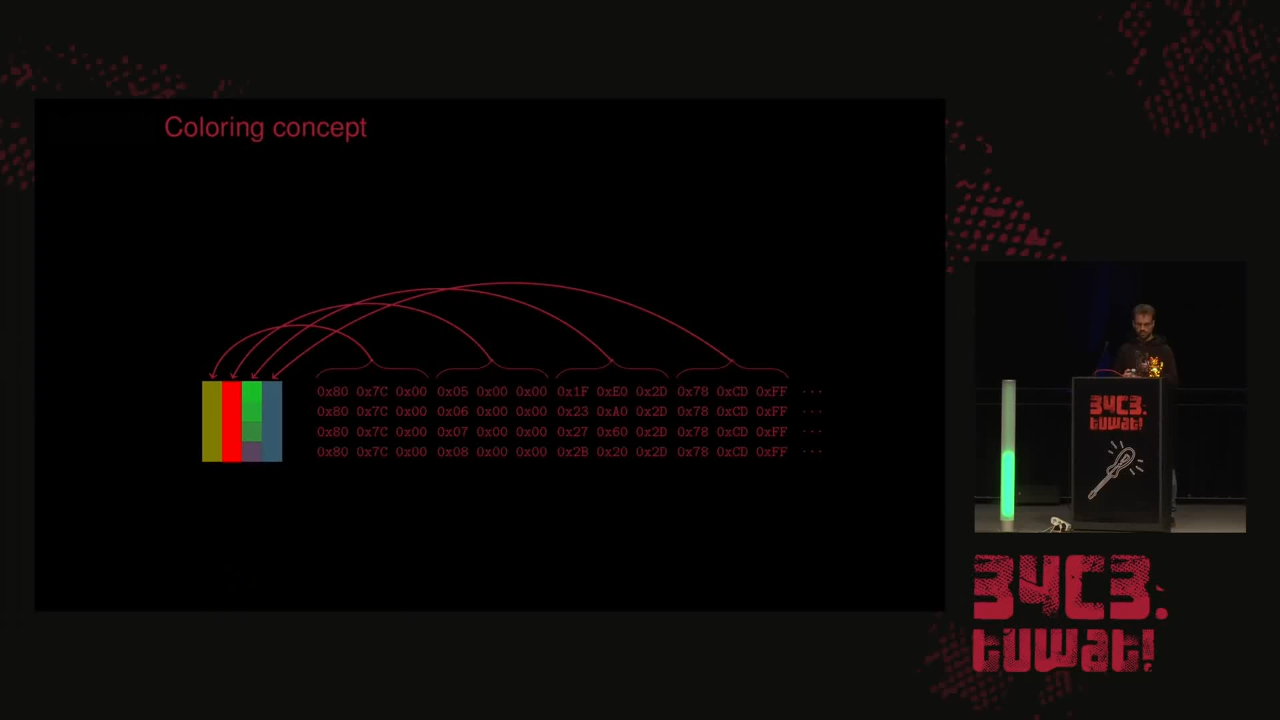 Coloring concept
0x80 0x7C 0x00 0x05 0x00 0x00 0x1F 0xE0 0x2D 0x78 0xCD 0xFF ...
0x80 0x7C 0x00 0x06 0x00 0x00 0x23 0xA0 0x2D 0x78 0xCD 0xFF ...
0x80 0x7C 0x00 0x07 0x00 0x00 0x27 0x60 0x2D 0x78 0xCD 0xFF ...
0x80 0x7C 0x00 0x08 0x00 0x00 0x2B 0x20 0x2D 0x78 0xCD 0xFF ...
34C3.
tuwat!
34C3.
tuwat!